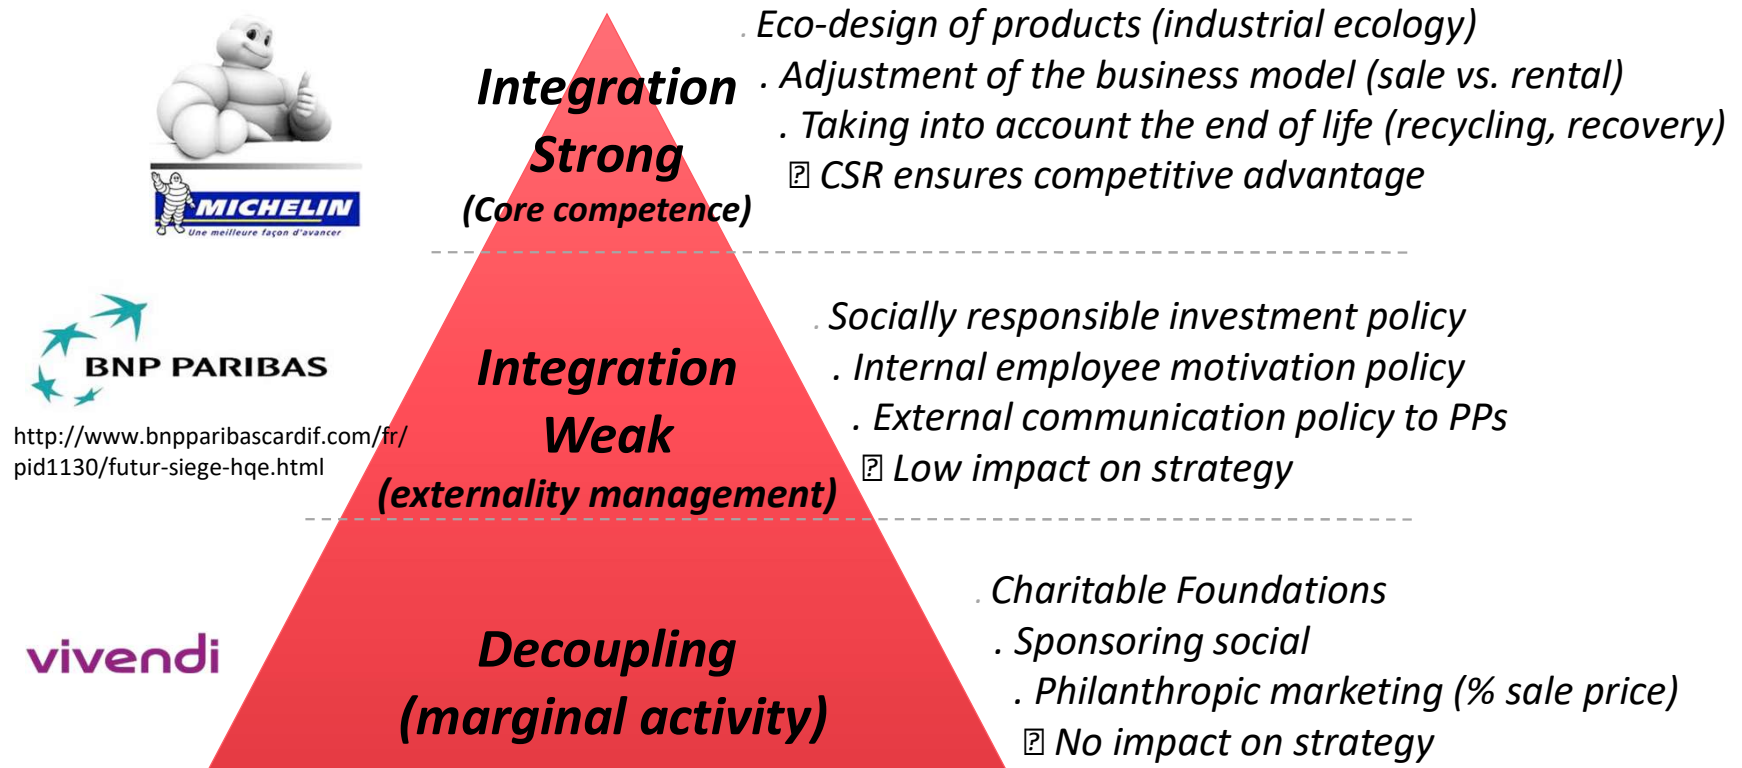 . Eco-design of products (industrial ecology)
. Adjustment of the business model (sale vs. rental)
. Taking into account the end of life (recycling, recovery)
⍰ CSR ensures competitive advantage
Integration
Strong
(Core competence)
MICHELIN
Une meilleure façon d'avancer
. Socially responsible investment policy
. Internal employee motivation policy
. External communication policy to PPs
⍰ Low impact on strategy
Integration
Weak
(externality management)
BNP PARIBAS
http://www.bnpparibascardif.com/fr/
pid1130/futur-siege-hqe.html
. Charitable Foundations
. Sponsoring social
. Philanthropic marketing (% sale price)
⍰ No impact on strategy
Decoupling
(marginal activity)
vivendi